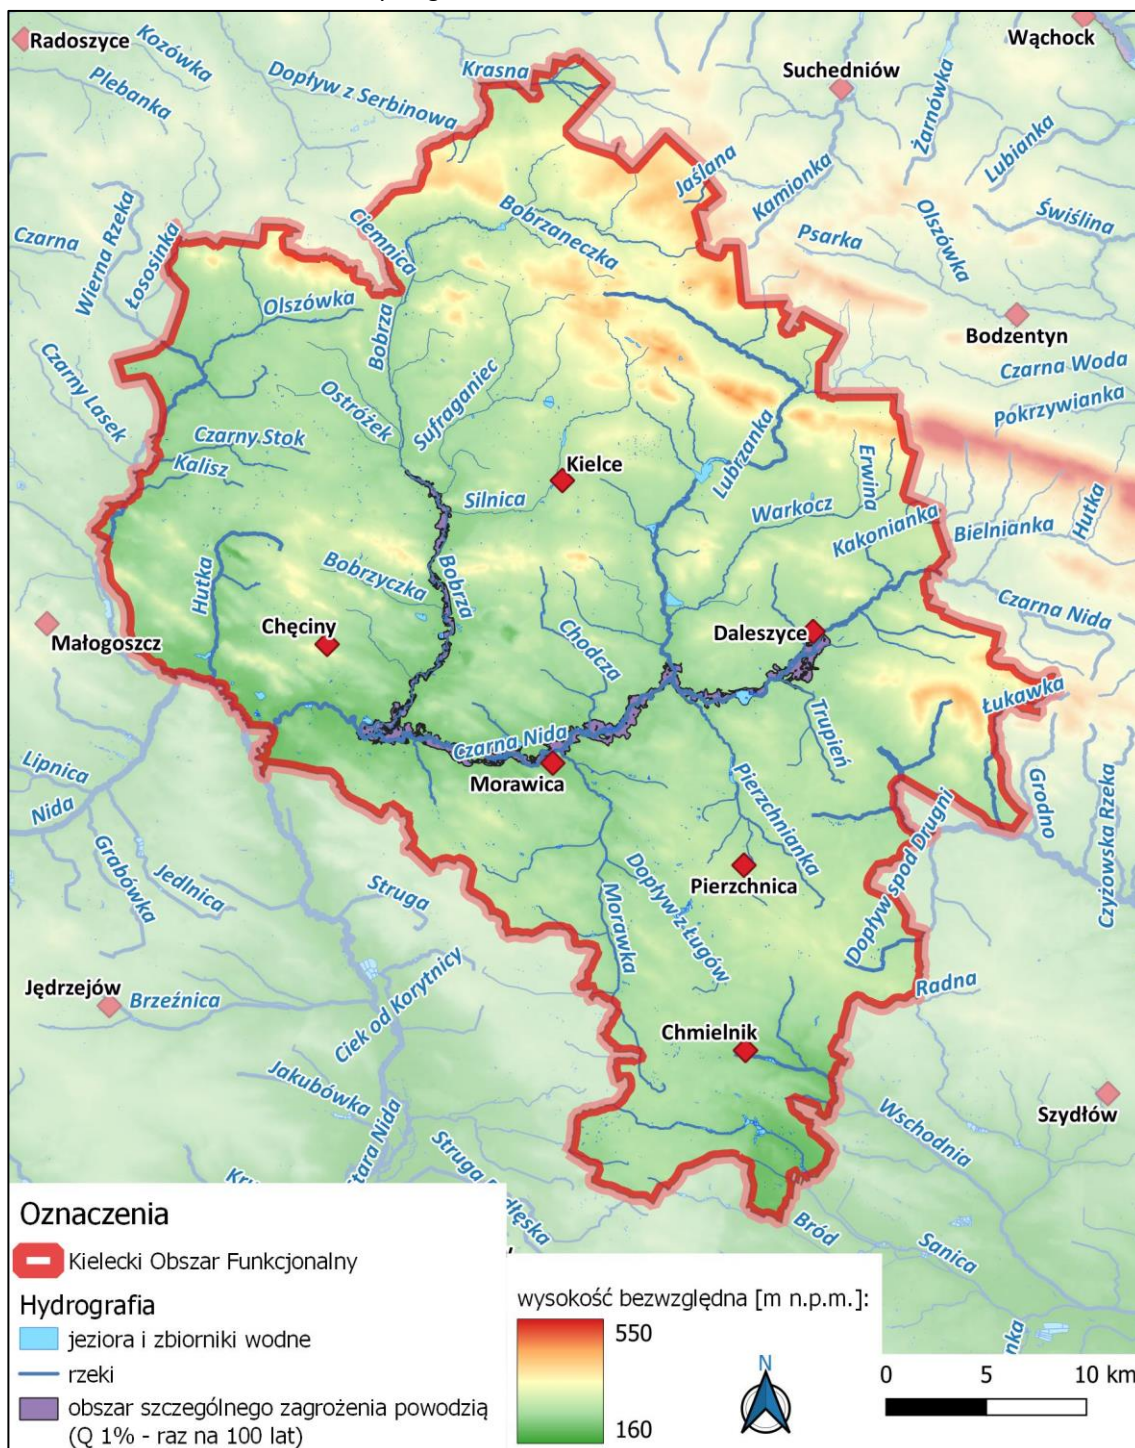 Radoszyce
Kozówka
Plebanka
Dopływ z Serbinowa
Krasna
Suchedniów
Wąchock
Żarnówka
Lubianka
Jaślana
Kamionka
Świślina
Olszówka
Psarka
Czarna
Wierna Rzeka
Łososinka
Ciemnica
Bobrzaneczka
Olszówka
Bobrza
Bodzentyn
Czarna Woda
Pokrzywianka
Czarny Lasek
Ostróżek
Sufraganiec
Czarny Stok
Kalisz
Kielce
Silnica
Lubrzanka
Warkocz
Erwina
Kakonianka
Bielnianka
Hutka
Hutka
Bobrzyczka
Bobrza
Chęciny
Małogoszcz
Chodcza
Daleszyce
Czarna Nida
Łukawka
Trupień
Czarna Nida
Morawica
Pierzchnianka
Lipnica
Nida
Grabówka
Jedlnica
Struga
Grodno
Czyżowska Rzeka
Pierzchnica
Dopływ spod Drugni
Dopływ z Ługów
Morawka
Radna
Jędrzejów
Brzeźnica
Ciek od Korytnicy
Chmielnik
Jakubówka
Stara Nida
Szydłów
Wschodnia
Struga
Bród
Sanica
Oznaczenia
Kielecki Obszar Funkcjonalny
Hydrografia
jeziora i zbiorniki wodne
rzeki
obszar szczególnego zagrożenia powodzią
(Q 1% - raz na 100 lat)
wysokość bezwzględna [m n.p.m.]:
550
160
N
0 5 10 km